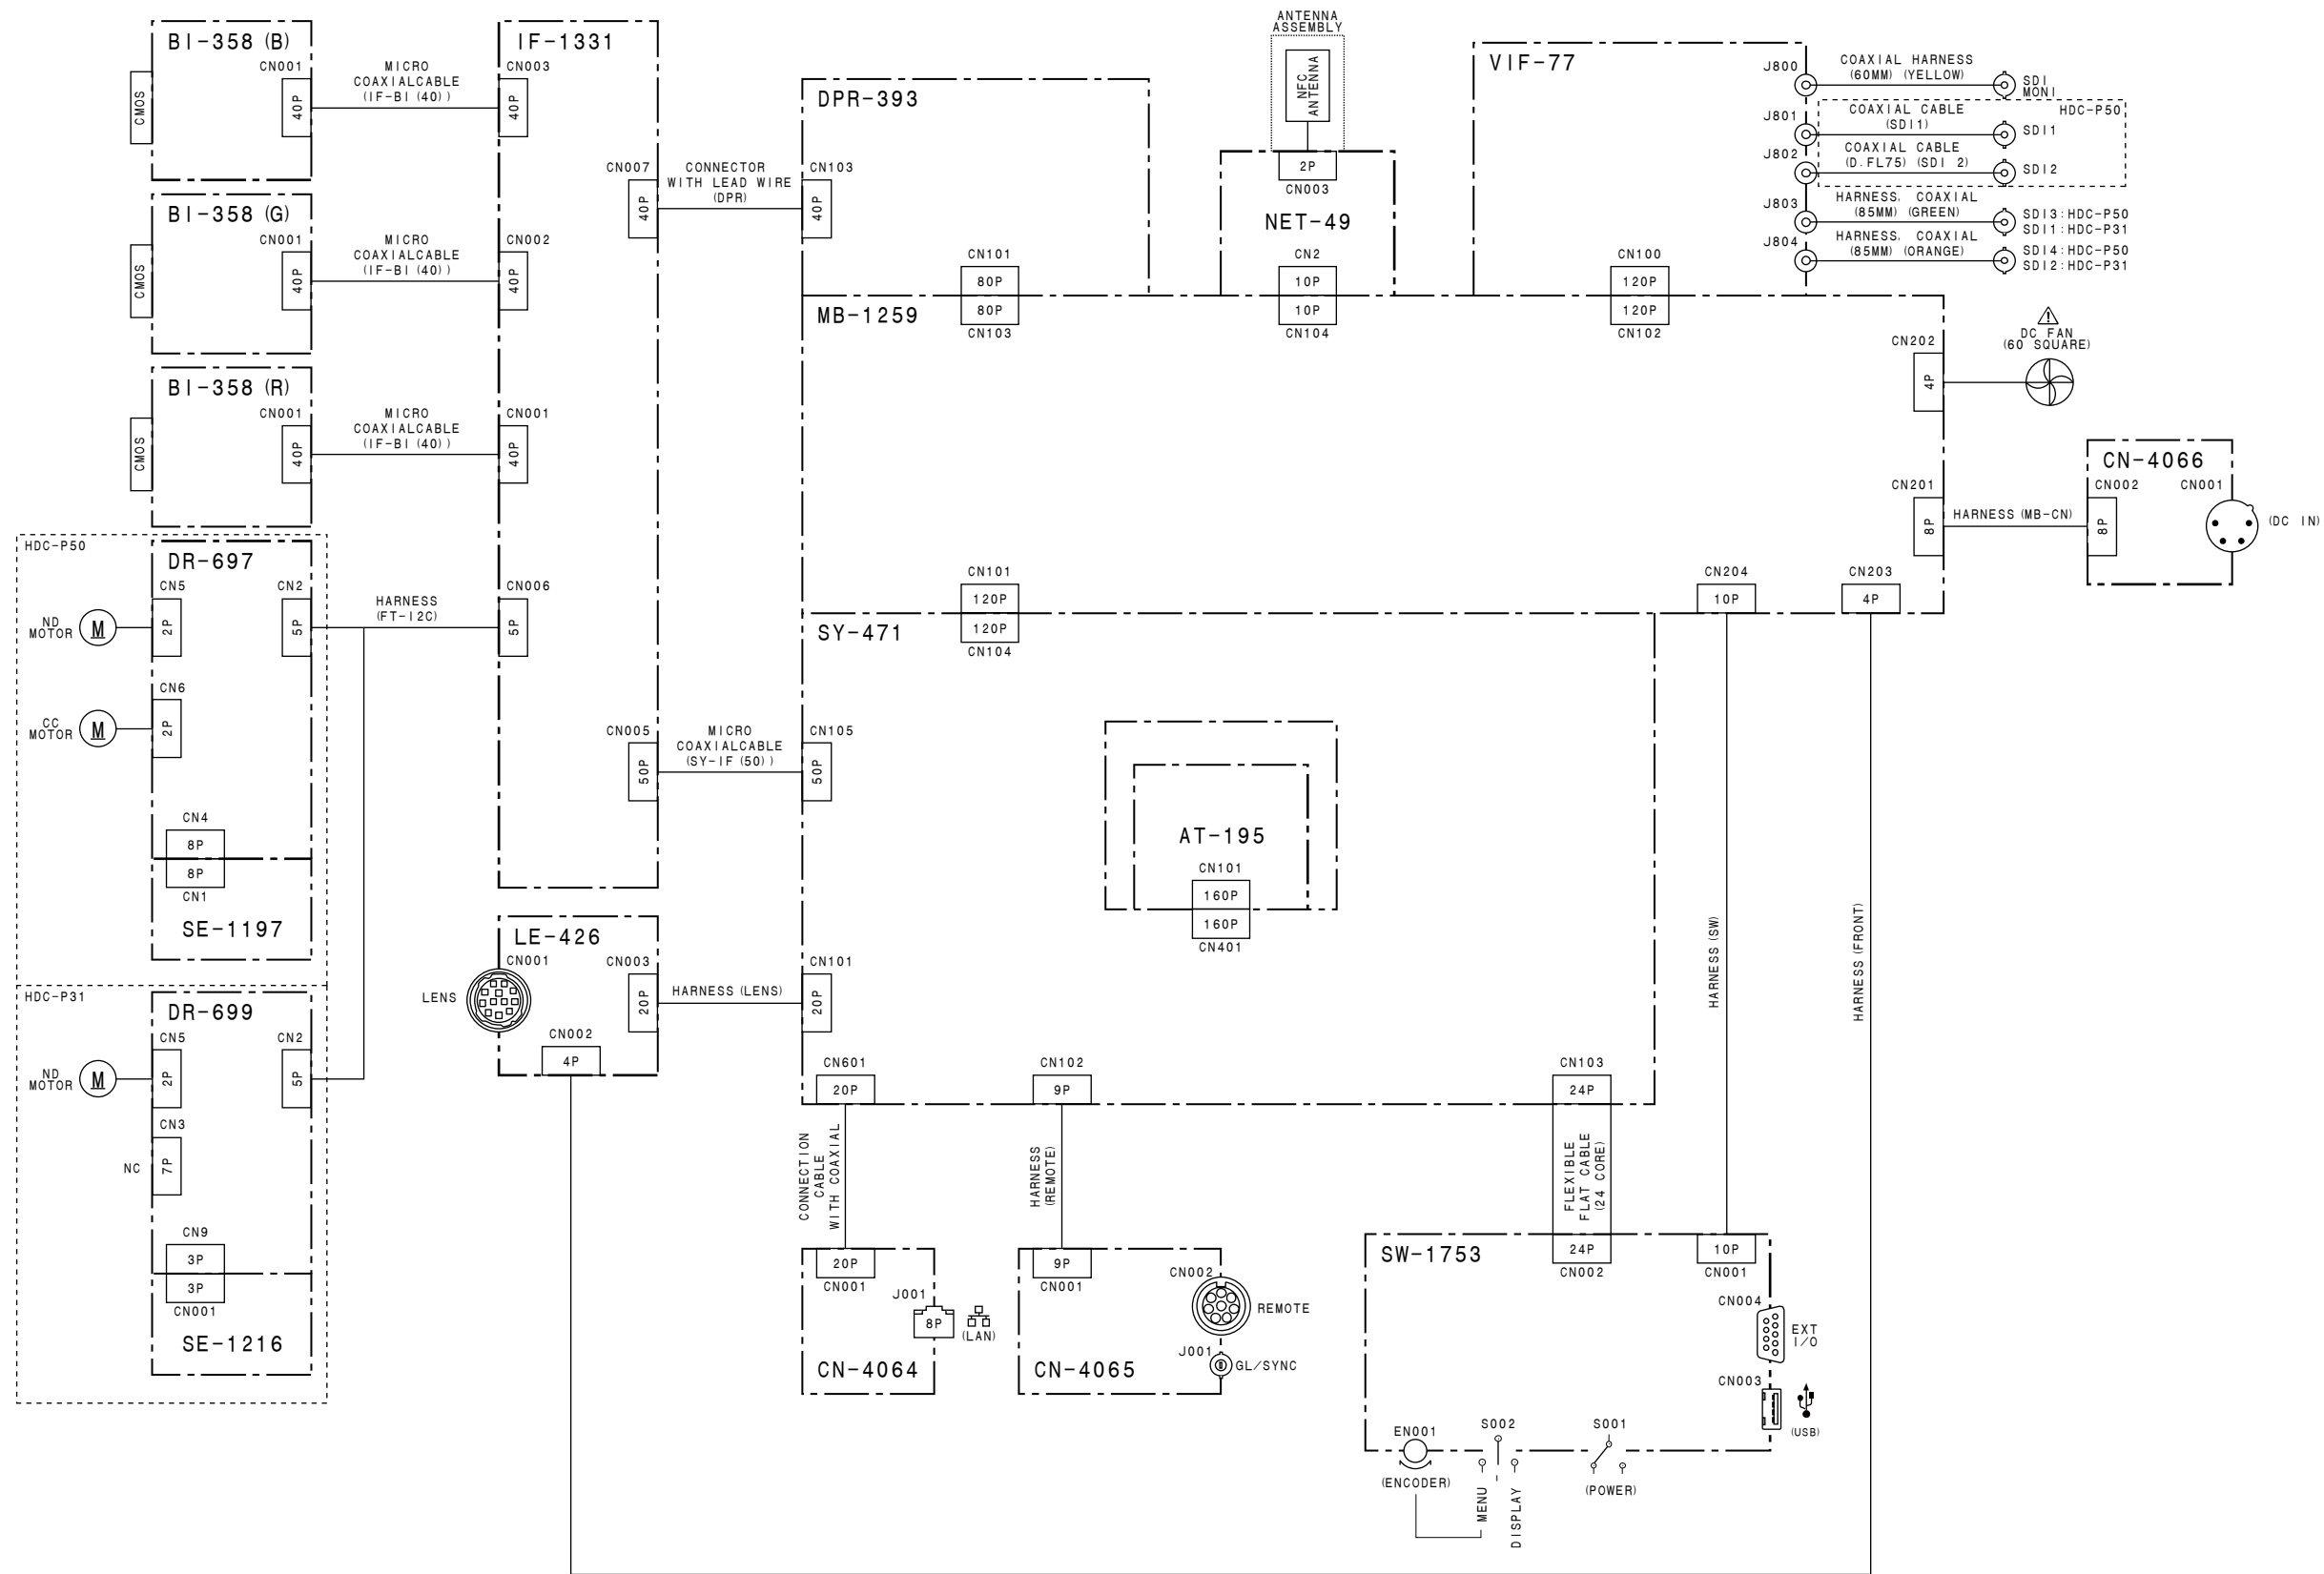 BI-358 (B)
CN001
40P
CMOS
MICRO
COAXIALCABLE
(IF-BI (40))
BI-358 (G)
CN001
40P
CMOS
MICRO
COAXIALCABLE
(IF-BI (40))
BI-358 (R)
CN001
40P
CMOS
MICRO
COAXIALCABLE
(IF-BI (40))
HDC-P50
DR-697
CN5
2P
ND
MOTOR
M
CN2
5P
CN6
2P
CC
MOTOR
M
CN4
8P
8P
CN1
SE-1197
HARNESS
(FT-I2C)
HDC-P31
DR-699
CN5
2P
ND
MOTOR
M
CN2
5P
CN3
7P
NC
CN9
3P
3P
CN001
SE-1216
IF-1331
CN003
40P
CN002
40P
CN001
40P
CN006
5P
CN007
40P
CN005
50P
CONNECTOR
WITH LEAD WIRE
(DPR)
MICRO
COAXIALCABLE
(SY-IF (50))
LE-426
CN001
LENS
CN003
20P
CN002
4P
HARNESS (LENS)
DPR-393
CN103
40P
CN101
80P
80P
CN103
MB-1259
ANTENNA
ASSEMBLY
NFC
ANTENNA
2P
CN003
NET-49
CN2
10P
10P
CN104
VIF-77
CN100
120P
120P
CN102
J800
COAXIAL HARNESS
(60MM) (YELLOW)
SDI
MONI
HDC-P50
J801
COAXIAL CABLE
(SDI1)
SDI1
J802
COAXIAL CABLE
(D.FL75) (SDI 2)
SDI2
J803
HARNESS, COAXIAL
(85MM) (GREEN)
SDI3:HDC-P50
SDI1:HDC-P31
J804
HARNESS, COAXIAL
(85MM) (ORANGE)
SDI4:HDC-P50
SDI2:HDC-P31
CN202
4P
DC FAN
(60 SQUARE)
CN201
8P
HARNESS (MB-CN)
CN-4066
CN002
8P
CN001
(DC IN)
CN204
10P
CN203
4P
HARNESS (SW)
HARNESS (FRONT)
CN101
120P
120P
CN104
SY-471
CN105
50P
AT-195
CN101
160P
160P
CN401
CN101
20P
CN601
20P
CN102
9P
CN103
24P
CONNECTION
CABLE
WITH COAXIAL
HARNESS
(REMOTE)
FLEXIBLE
FLAT CABLE
(24 CORE)
20P
CN001
J001
8P
(LAN)
CN-4064
9P
CN001
CN002
REMOTE
J001
GL/SYNC
CN-4065
SW-1753
24P
CN002
10P
CN001
CN004
EXT
I/O
CN003
(USB)
EN001
(ENCODER)
S002
MENU
DISPLAY
S001
(POWER)